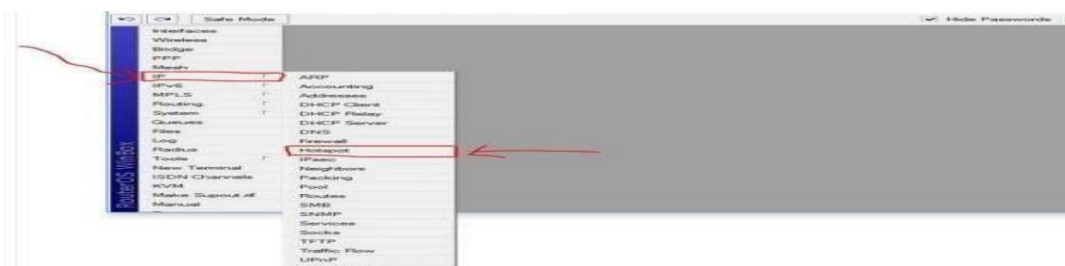 Safe Mode
Hide Passwords
Interfaces
Wireless
Bridge
PPP
Mesh
IP
IPv6
MPLS
Routing
System
Queues
Files
Log
Radius
Tools
New Terminal
ISDN Channels
KVM
Make Supout.rif
Manual
ARP
Accounting
Addresses
DHCP Client
DHCP Relay
DHCP Server
DNS
Firewall
Hotspot
IPsec
Neighbors
Packing
Pool
Routes
SMB
SNMP
Services
Socks
TFTP
Traffic Flow
UPnP
RouterOS WinBox